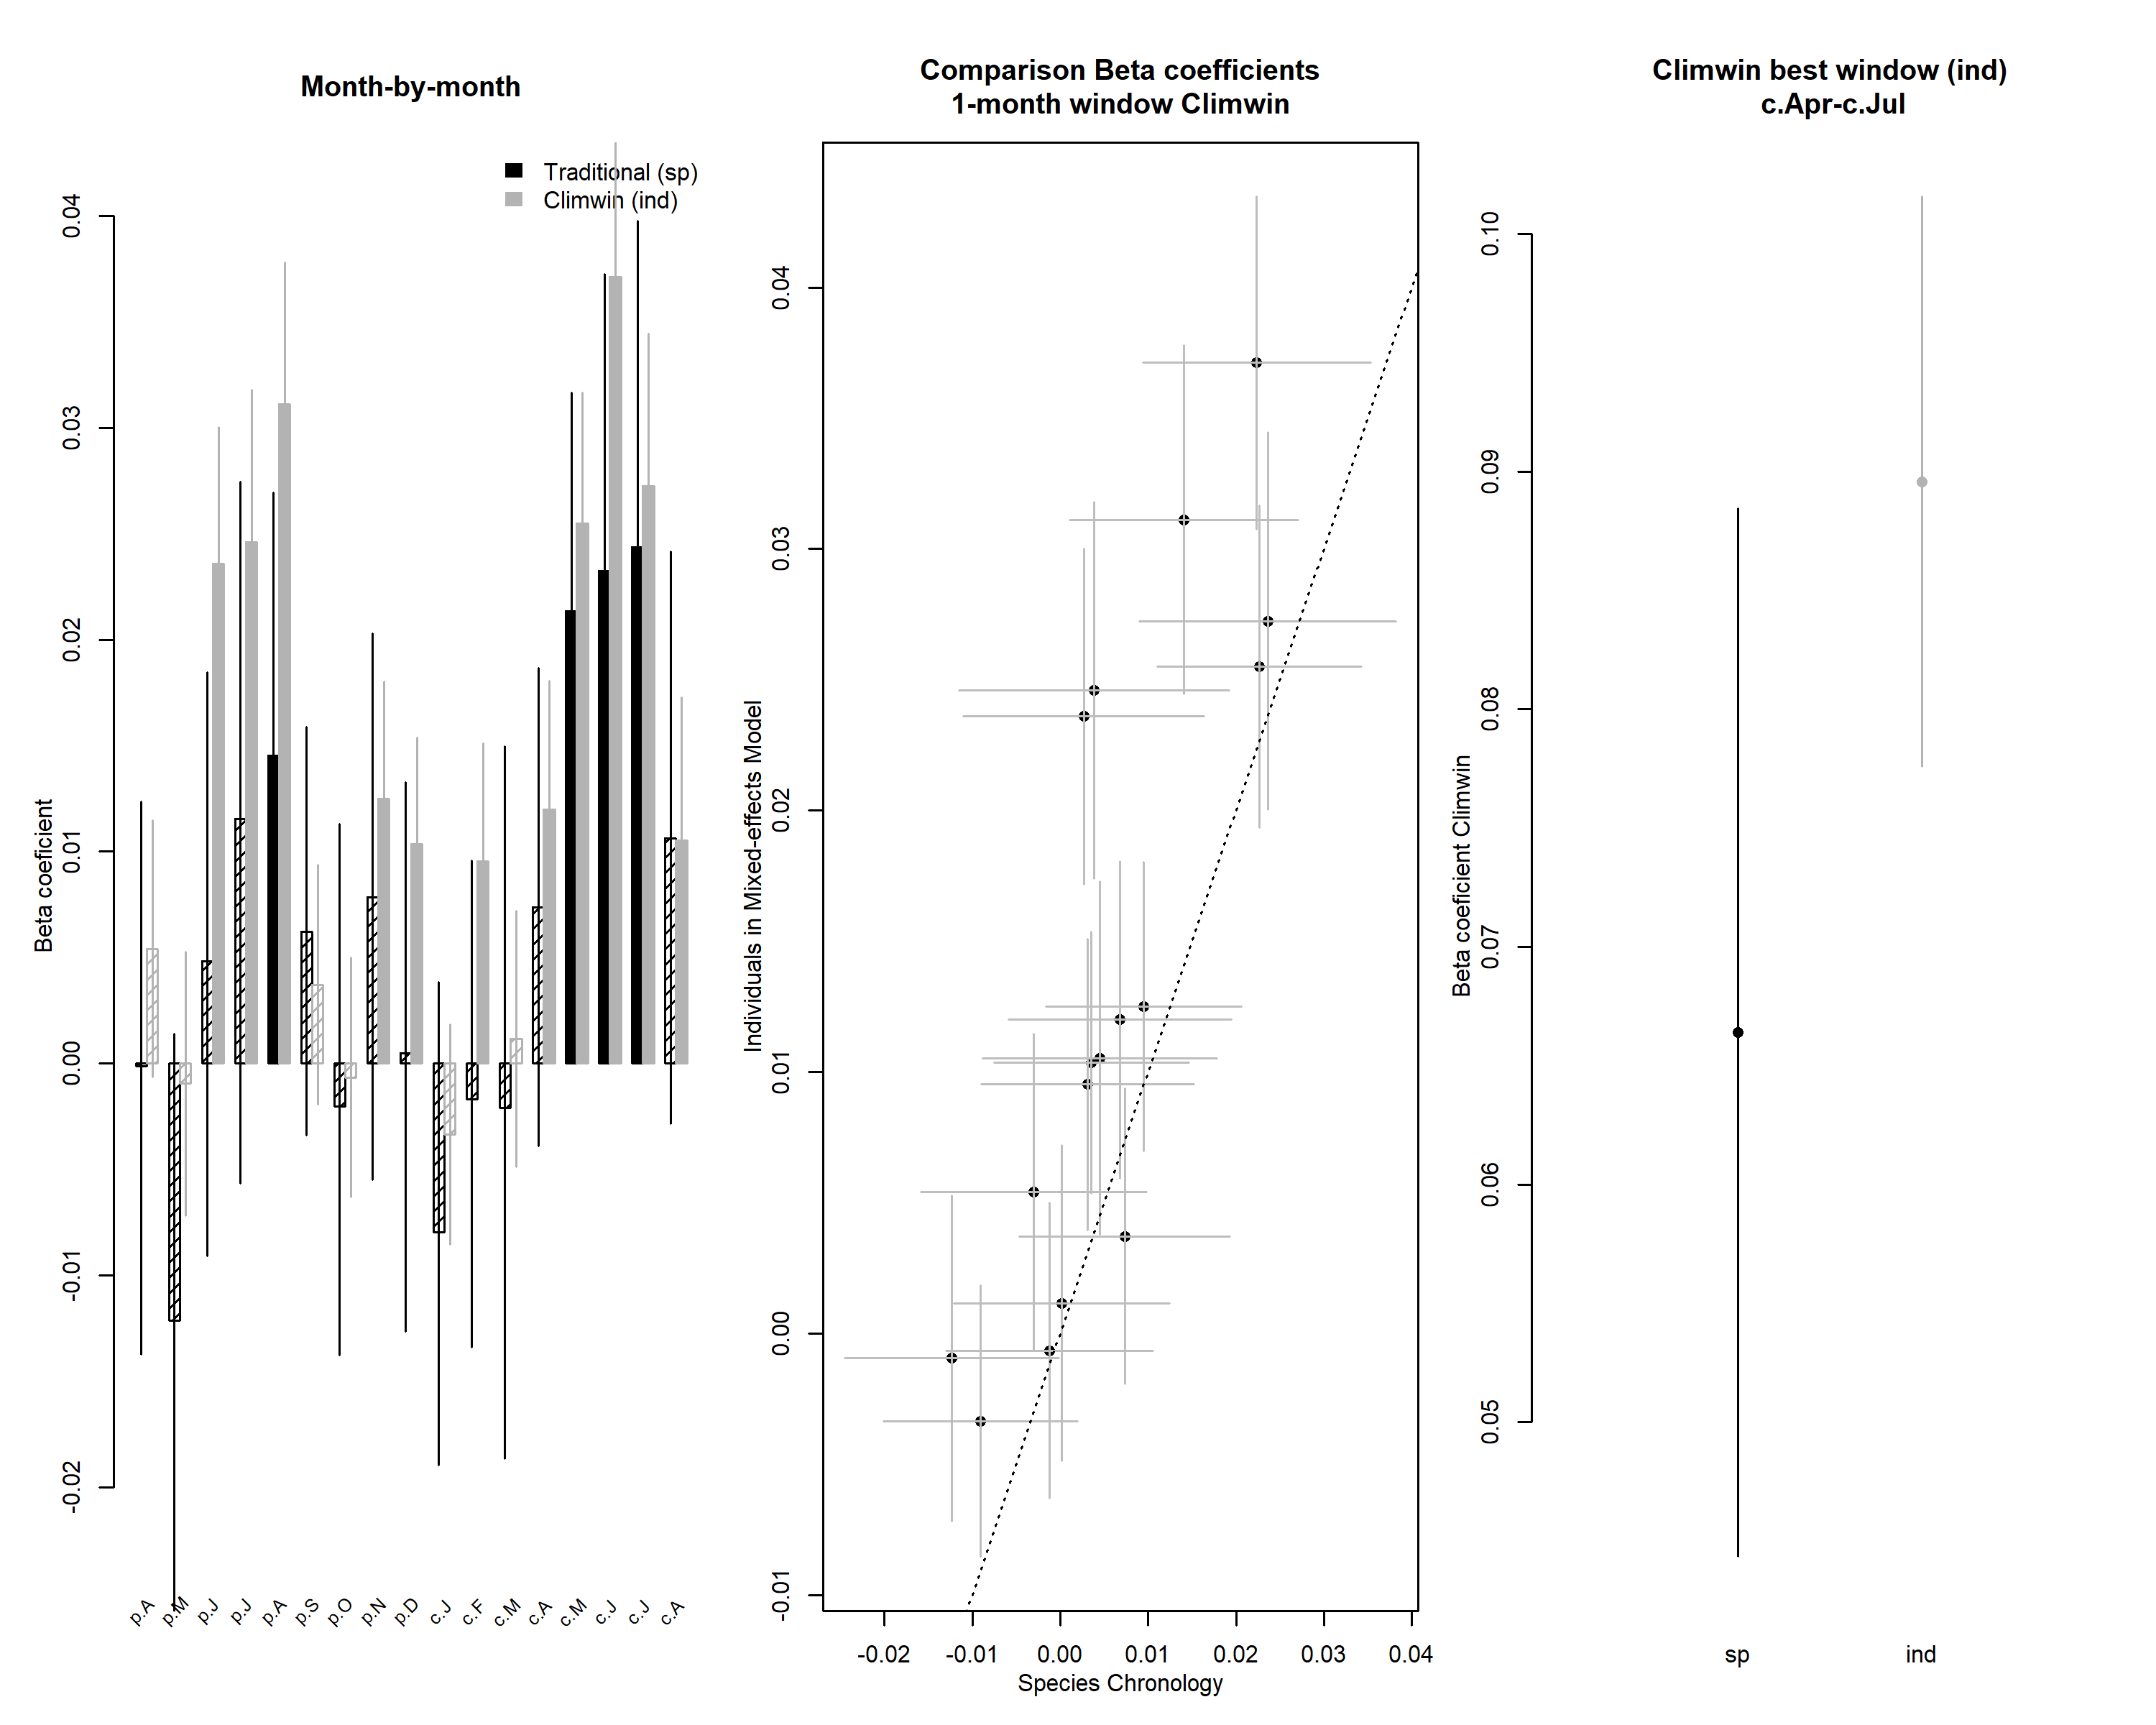 Month-by-month
Traditional (sp)
Climwin (ind)
Beta coeficient
0.04
0.03
0.02
0.01
0.00
-0.01
-0.02
p.A
p.M
p.J
p.J
p.A
p.S
p.O
p.N
p.D
c.J
c.F
c.M
c.A
c.M
c.J
c.J
c.A
Comparison Beta coefficients
1-month window Climwin
Individuals in Mixed-effects Model
0.04
0.03
0.02
0.01
0.00
-0.01
-0.02
-0.01
0.00
0.01
0.02
0.03
0.04
Species Chronology
Climwin best window (ind)
c.Apr-c.Jul
Beta coeficient Climwin
0.10
0.09
0.08
0.07
0.06
0.05
sp
ind